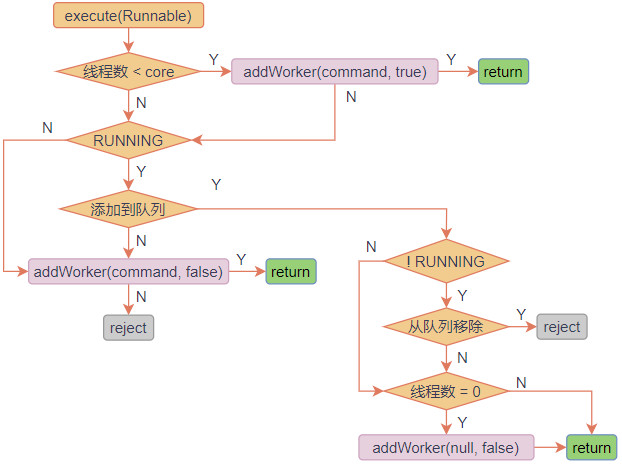 execute(Runnable)
线程数 < core
Y
addWorker(command, true)
Y
return
N
N
N
RUNNING
Y
Y
添加到队列
N
N
! RUNNING
addWorker(command, false)
Y
return
Y
N
从队列移除
Y
reject
reject
N
线程数 = 0
N
Y
addWorker(null, false)
return